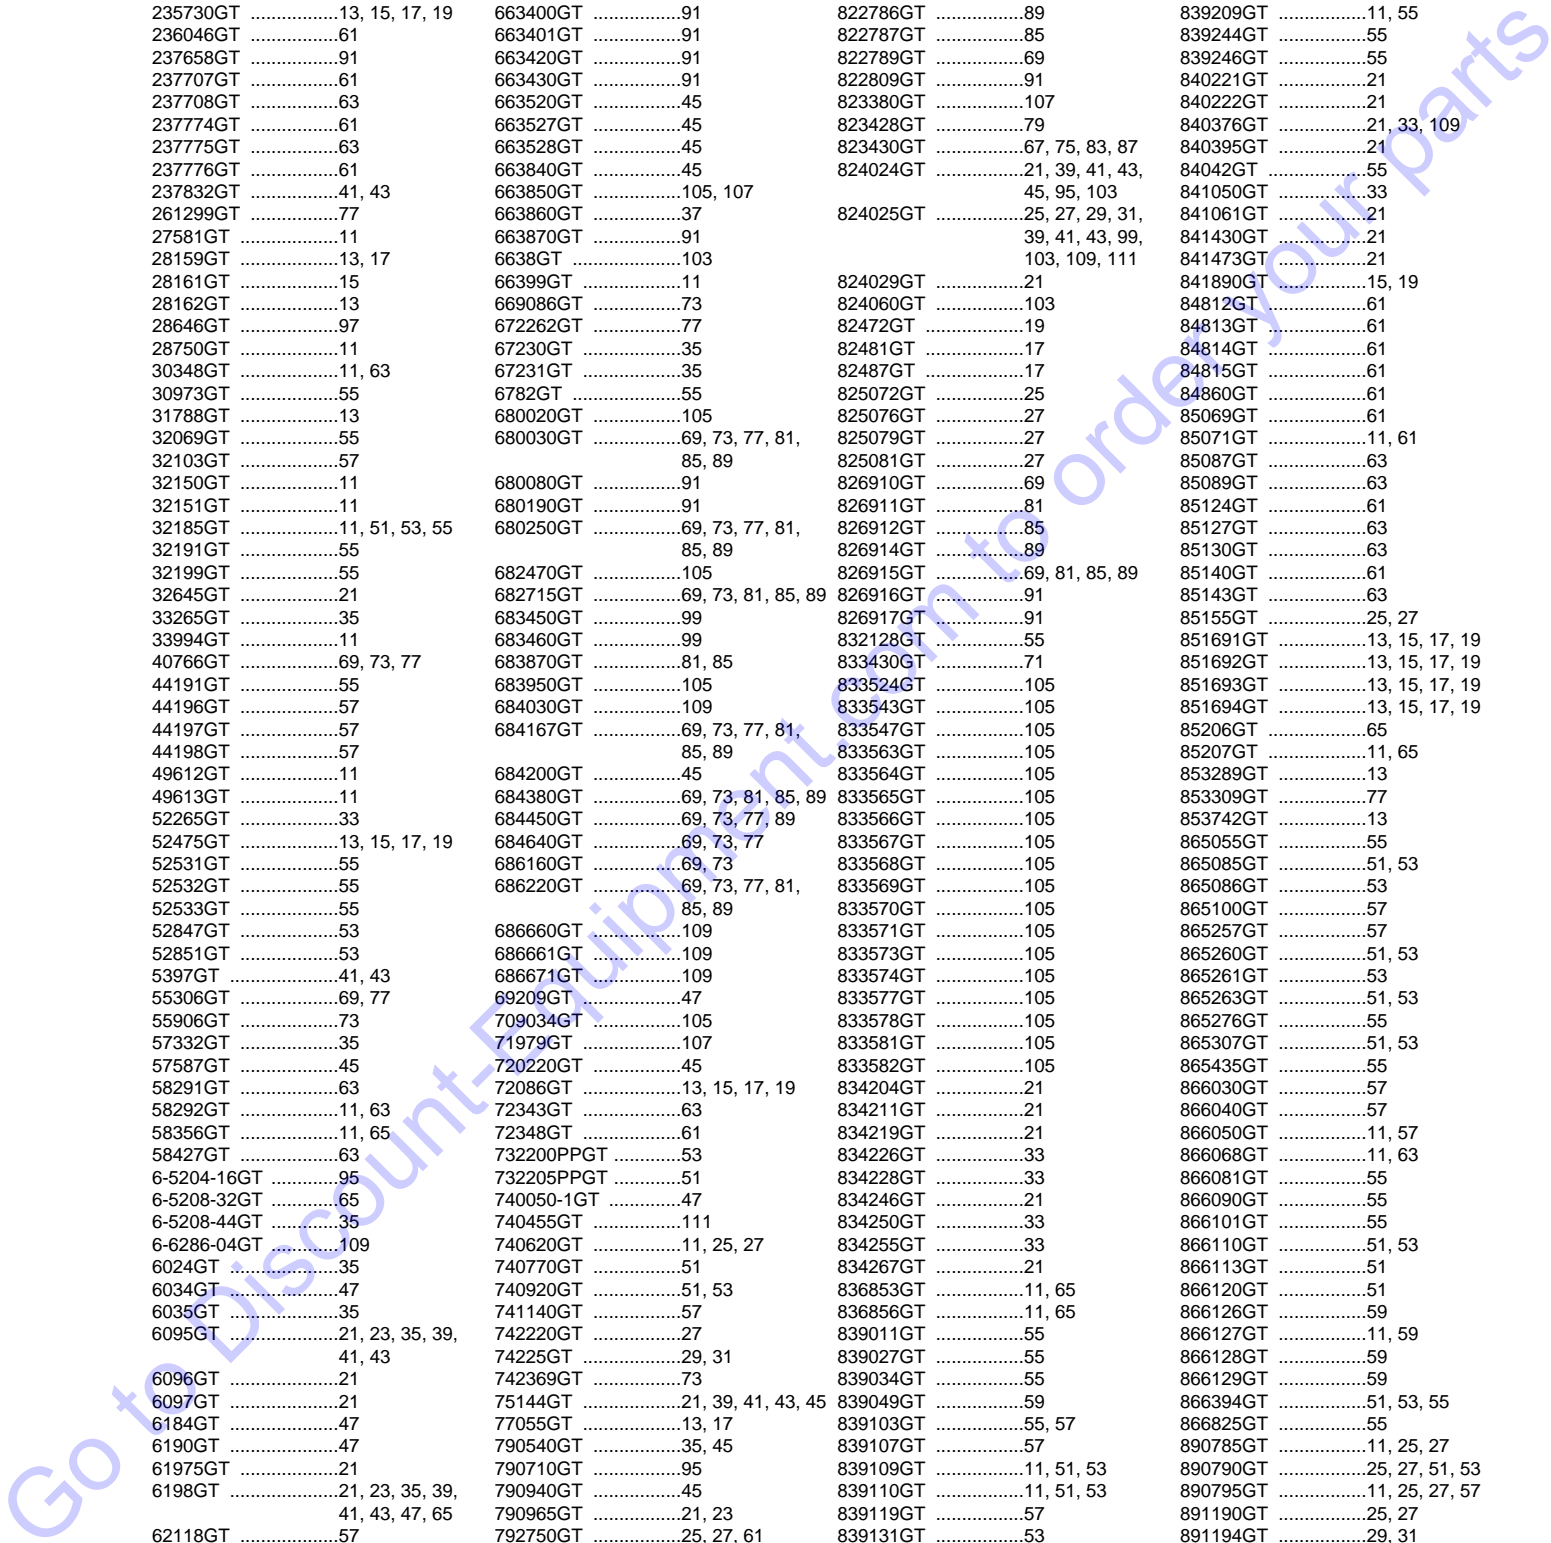 235730GT ..................13, 15, 17, 19
236046GT ..................61
237658GT ..................91
237707GT ..................61
237708GT ..................63
237774GT ..................61
237775GT ..................63
237776GT ..................61
237832GT ..................41, 43
261299GT ..................77
27581GT ....................11
28159GT ....................13, 17
28161GT ....................15
28162GT ....................13
28646GT ....................97
28750GT ....................11
30348GT ....................11, 63
30973GT ....................55
31788GT ....................13
32069GT ....................55
32103GT ....................57
32150GT ....................11
32151GT ....................11
32185GT ....................11, 51, 53, 55
32191GT ....................55
32199GT ....................55
32645GT ....................21
33265GT ....................35
33994GT ....................11
40766GT ....................69, 73, 77
44191GT ....................55
44196GT ....................57
44197GT ....................57
44198GT ....................57
49612GT ....................11
49613GT ....................11
52265GT ....................33
52475GT ....................13, 15, 17, 19
52531GT ....................55
52532GT ....................55
52533GT ....................55
52847GT ....................53
52851GT ....................53
5397GT ......................41, 43
55306GT ....................69, 77
55906GT ....................73
57332GT ....................35
57587GT ....................45
58291GT ....................63
58292GT ....................11, 63
58356GT ....................11, 65
58427GT ....................63
6-5204-16GT ..............95
6-5208-32GT ..............65
6-5208-44GT ..............35
6-6286-04GT ..............109
6024GT ......................35
6034GT ......................47
6035GT ......................35
6095GT ......................21, 23, 35, 39,
41, 43
6096GT ......................21
6097GT ......................21
6184GT ......................47
6190GT ......................47
61975GT ....................21
6198GT ......................21, 23, 35, 39,
41, 43, 47, 65
62118GT ....................57
663400GT ..................91
663401GT ..................91
663420GT ..................91
663430GT ..................91
663520GT ..................45
663527GT ..................45
663528GT ..................45
663840GT ..................45
663850GT ..................105, 107
663860GT ..................37
663870GT ..................91
6638GT ......................103
66399GT ....................11
669086GT ..................73
672262GT ..................77
67230GT ....................35
67231GT ....................35
6782GT ......................55
680020GT ..................105
680030GT ..................69, 73, 77, 81,
85, 89
680080GT ..................91
680190GT ..................91
680250GT ..................69, 73, 77, 81,
85, 89
682470GT ..................105
682715GT ..................69, 73, 81, 85, 89
683450GT ..................99
683460GT ..................99
683870GT ..................81, 85
683950GT ..................105
684030GT ..................109
684167GT ..................69, 73, 77, 81,
85, 89
684200GT ..................45
684380GT ..................69, 73, 81, 85, 89
684450GT ..................69, 73, 77, 89
684640GT ..................69, 73, 77
686160GT ..................69, 73
686220GT ..................69, 73, 77, 81,
85, 89
686660GT ..................109
686661GT ..................109
686671GT ..................109
69209GT ....................47
709034GT ..................105
71979GT ....................107
720220GT ..................45
72086GT ....................13, 15, 17, 19
72343GT ....................63
72348GT ....................61
732200PPGT ..............53
732205PPGT ..............51
740050-1GT ...............47
740455GT ..................111
740620GT ..................11, 25, 27
740770GT ..................51
740920GT ..................51, 53
741140GT ..................57
742220GT ..................27
74225GT ....................29, 31
742369GT ..................73
75144GT ....................21, 39, 41, 43, 45
77055GT ....................13, 17
790540GT ..................35, 45
790710GT ..................95
790940GT ..................45
790965GT ..................21, 23
792750GT ..................25, 27, 61
822786GT ..................89
822787GT ..................85
822789GT ..................69
822809GT ..................91
823380GT ..................107
823428GT ..................79
823430GT ..................67, 75, 83, 87
824024GT ..................21, 39, 41, 43,
45, 95, 103
824025GT ..................25, 27, 29, 31,
39, 41, 43, 99,
103, 109, 111
824029GT ..................21
824060GT ..................103
82472GT ....................19
82481GT ....................17
82487GT ....................17
825072GT ..................25
825076GT ..................27
825079GT ..................27
825081GT ..................27
826910GT ..................69
826911GT ..................81
826912GT ..................85
826914GT ..................89
826915GT ..................69, 81, 85, 89
826916GT ..................91
826917GT ..................91
832128GT ..................55
833430GT ..................71
833524GT ..................105
833543GT ..................105
833547GT ..................105
833563GT ..................105
833564GT ..................105
833565GT ..................105
833566GT ..................105
833567GT ..................105
833568GT ..................105
833569GT ..................105
833570GT ..................105
833571GT ..................105
833573GT ..................105
833574GT ..................105
833577GT ..................105
833578GT ..................105
833581GT ..................105
833582GT ..................105
834204GT ..................21
834211GT ..................21
834219GT ..................21
834226GT ..................33
834228GT ..................33
834246GT ..................21
834250GT ..................33
834255GT ..................33
834267GT ..................21
836853GT ..................11, 65
836856GT ..................11, 65
839011GT ..................55
839027GT ..................55
839034GT ..................55
839049GT ..................59
839103GT ..................55, 57
839107GT ..................57
839109GT ..................11, 51, 53
839110GT ..................11, 51, 53
839119GT ..................57
839131GT ..................53
839209GT ..................11, 55
839244GT ..................55
839246GT ..................55
840221GT ..................21
840222GT ..................21
840376GT ..................21, 33, 109
840395GT ..................21
84042GT ....................55
841050GT ..................33
841061GT ..................21
841430GT ..................21
841473GT ..................21
841890GT ..................15, 19
84812GT ....................61
84813GT ....................61
84814GT ....................61
84815GT ....................61
84860GT ....................61
85069GT ....................61
85071GT ....................11, 61
85087GT ....................63
85089GT ....................63
85124GT ....................61
85127GT ....................63
85130GT ....................63
85140GT ....................61
85143GT ....................63
85155GT ....................25, 27
851691GT ..................13, 15, 17, 19
851692GT ..................13, 15, 17, 19
851693GT ..................13, 15, 17, 19
851694GT ..................13, 15, 17, 19
85206GT ....................65
85207GT ....................11, 65
853289GT ..................13
853309GT ..................77
853742GT ..................13
865055GT ..................55
865085GT ..................51, 53
865086GT ..................53
865100GT ..................57
865257GT ..................57
865260GT ..................51, 53
865261GT ..................53
865263GT ..................51, 53
865276GT ..................55
865307GT ..................51, 53
865435GT ..................55
866030GT ..................57
866040GT ..................57
866050GT ..................11, 57
866068GT ..................11, 63
866081GT ..................55
866090GT ..................55
866101GT ..................55
866110GT ..................51, 53
866113GT ..................51
866120GT ..................51
866126GT ..................59
866127GT ..................11, 59
866128GT ..................59
866129GT ..................59
866394GT ..................51, 53, 55
866825GT ..................55
890785GT ..................11, 25, 27
890790GT ..................25, 27, 51, 53
890795GT ..................11, 25, 27, 57
891190GT ..................25, 27
891194GT ..................29, 31
Go to Discount-Equipment.com to order your parts